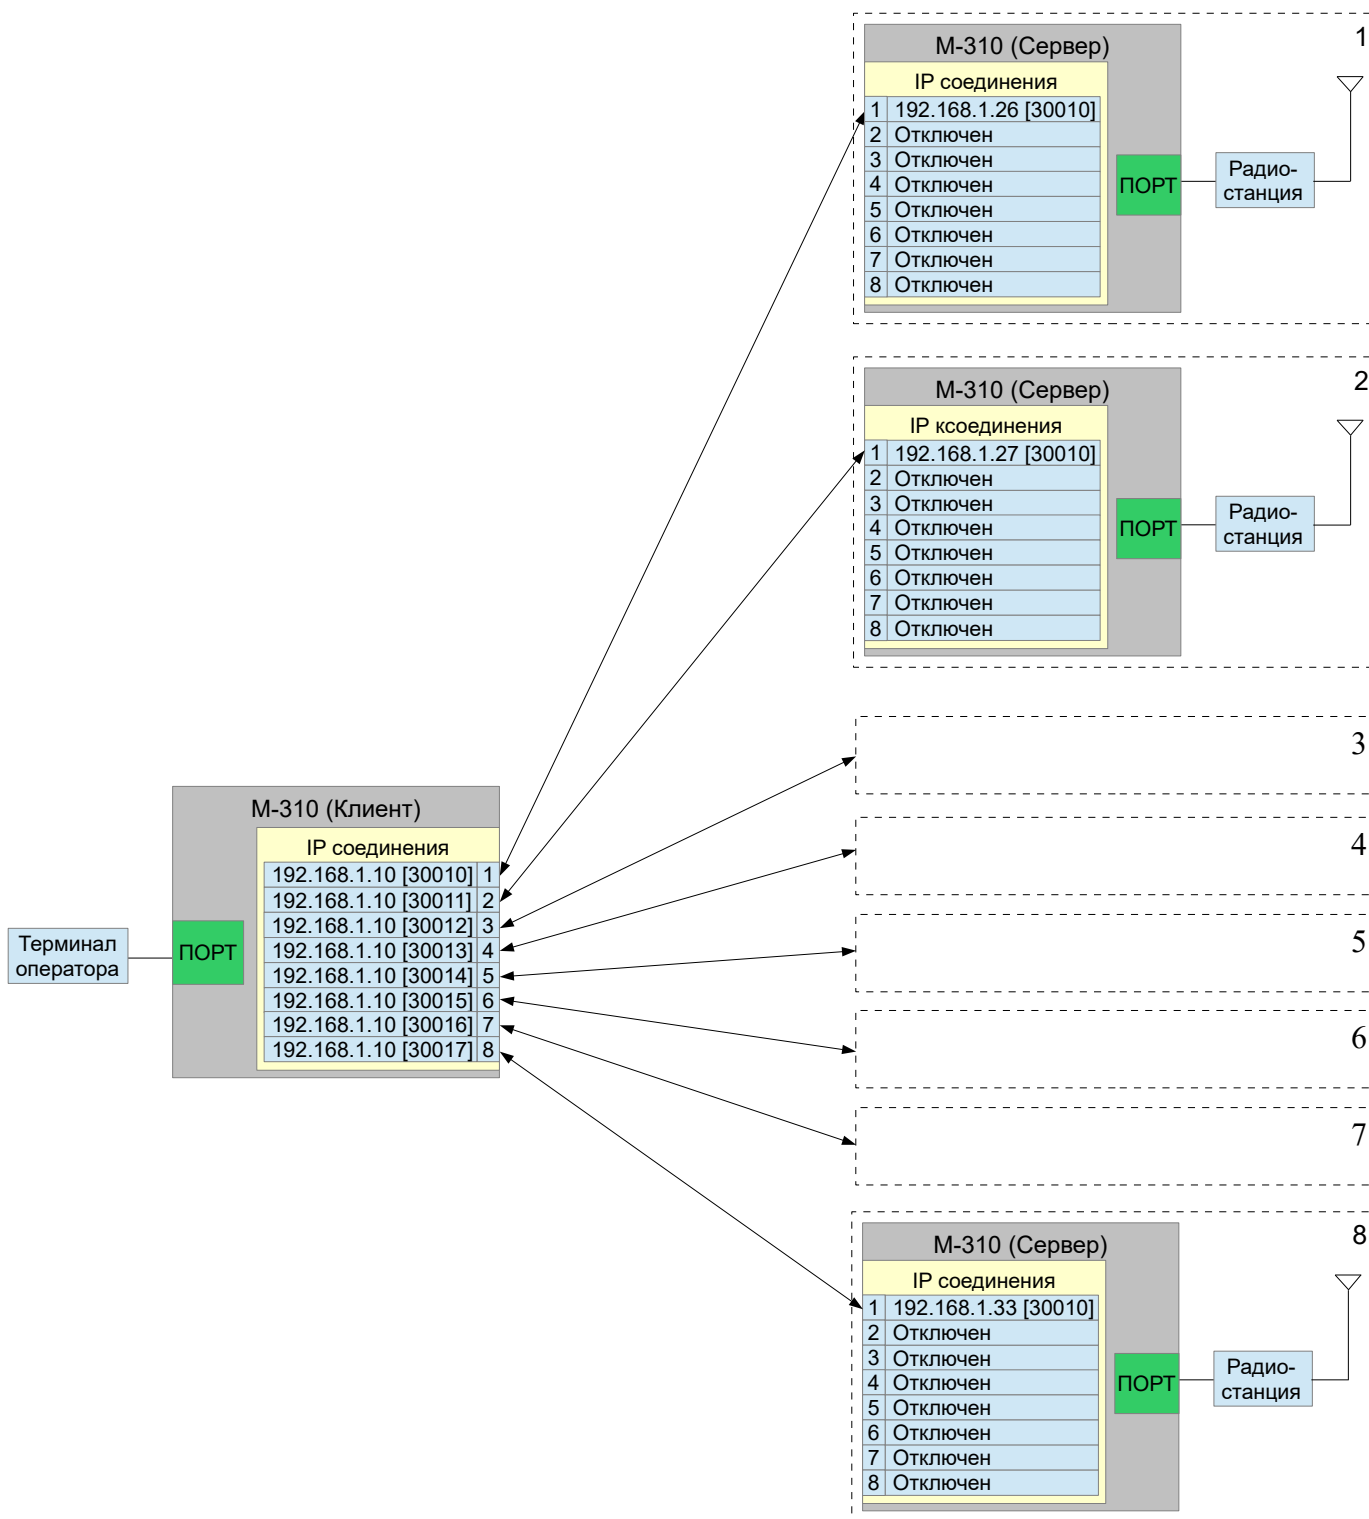 1
М-310 (Сервер)
IP соединения
1 192.168.1.26 [30010]
2 Отключен
3 Отключен
4 Отключен
5 Отключен
6 Отключен
7 Отключен
8 Отключен
ПОРТ
Радио-
станция
2
М-310 (Сервер)
IP ксоединения
1 192.168.1.27 [30010]
2 Отключен
3 Отключен
4 Отключен
5 Отключен
6 Отключен
7 Отключен
8 Отключен
ПОРТ
Радио-
станция
3
4
5
6
7
Терминал
оператора
ПОРТ
М-310 (Клиент)
IP соединения
192.168.1.10 [30010] 1
192.168.1.10 [30011] 2
192.168.1.10 [30012] 3
192.168.1.10 [30013] 4
192.168.1.10 [30014] 5
192.168.1.10 [30015] 6
192.168.1.10 [30016] 7
192.168.1.10 [30017] 8
8
М-310 (Сервер)
IP соединения
1 192.168.1.33 [30010]
2 Отключен
3 Отключен
4 Отключен
5 Отключен
6 Отключен
7 Отключен
8 Отключен
ПОРТ
Радио-
станция